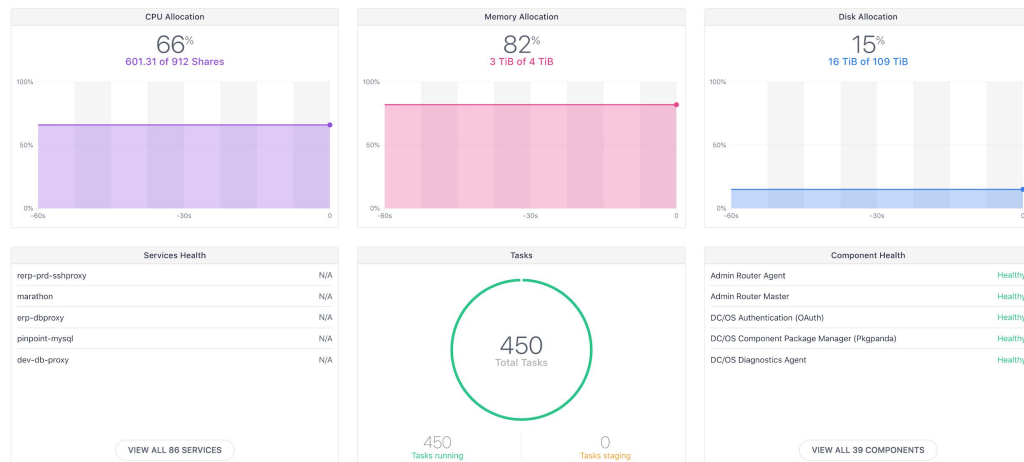 CPU Allocation
66%
601.31 of 912 Shares
100%
50%
0%
-60s
-30s
0
Memory Allocation
82%
3 TiB of 4 TiB
100%
50%
0%
-60s
-30s
0
Disk Allocation
15%
16 TiB of 109 TiB
100%
50%
0%
-60s
-30s
0
Services Health
rerp-prd-sshproxy N/A
marathon N/A
erp-dbproxy N/A
pinpoint-mysql N/A
dev-db-proxy N/A
VIEW ALL 86 SERVICES
Tasks
450
Total Tasks
450
Tasks running
0
Tasks staging
Component Health
Admin Router Agent Healthy
Admin Router Master Healthy
DC/OS Authentication (OAuth) Healthy
DC/OS Component Package Manager (Pkgpanda) Healthy
DC/OS Diagnostics Agent Healthy
VIEW ALL 39 COMPONENTS